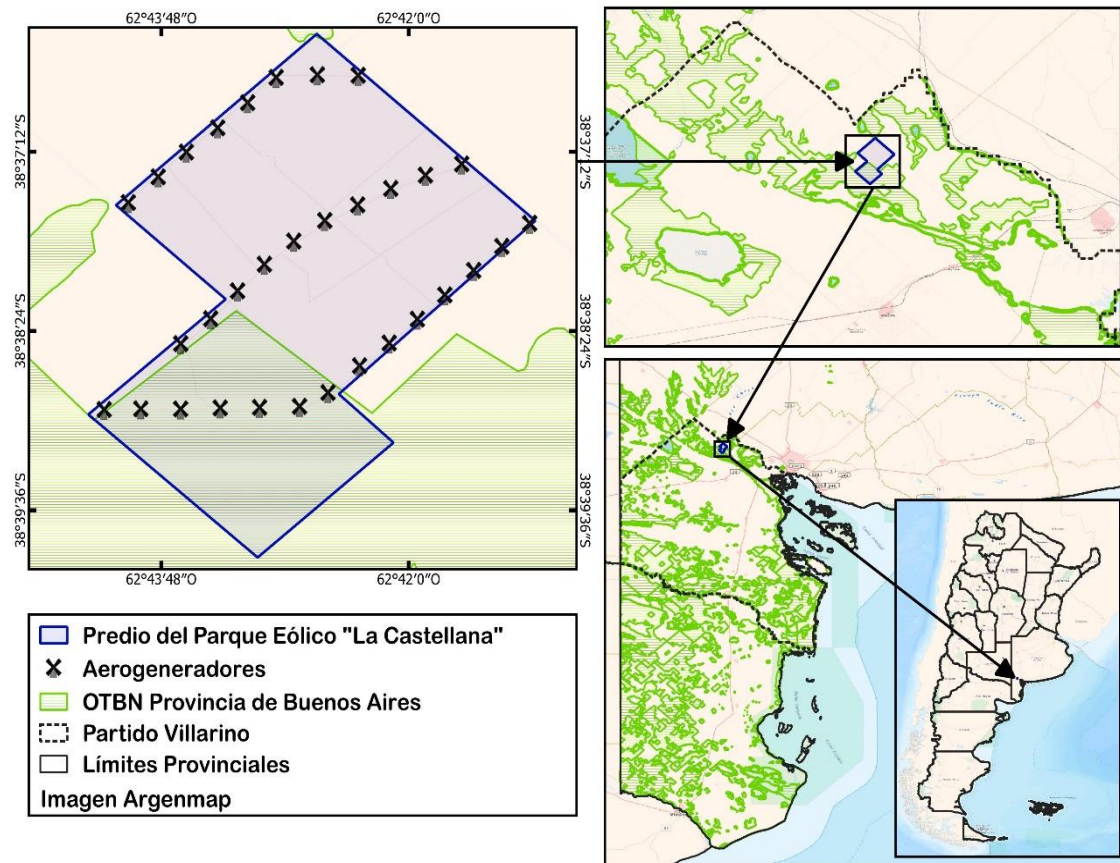 62°43'48"O
62°42'0"O
38°37'12"S
38°37'12"S
38°38'24"S
38°38'24"S
38°39'36"S
38°39'36"S
62°43'48"O
62°42'0"O
Predio del Parque Eólico "La Castellana"
Aerogeneradores
OTBN Provincia de Buenos Aires
Partido Villarino
Límites Provinciales
Imagen Argenmap